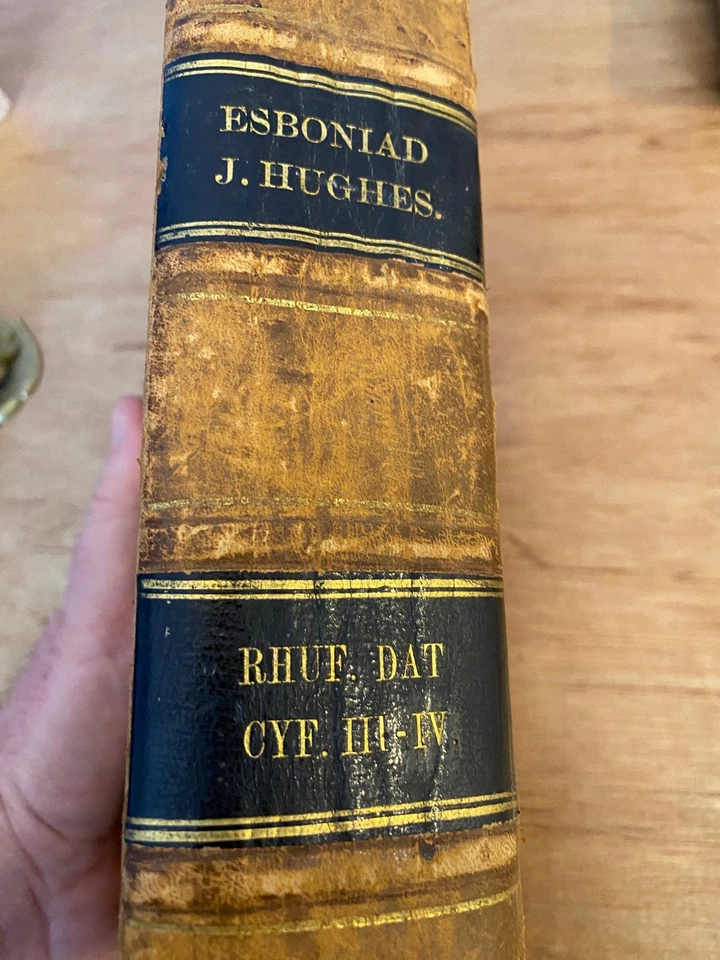 ESBONIAD
J. HUGHES.
RHUF. DAT
CYF. III-IV.